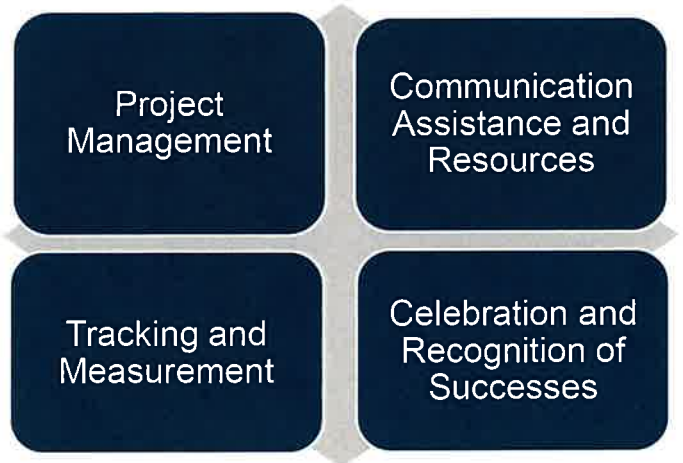 Project
Management
Communication
Assistance and
Resources
Tracking and
Measurement
Celebration and
Recognition of
Successes